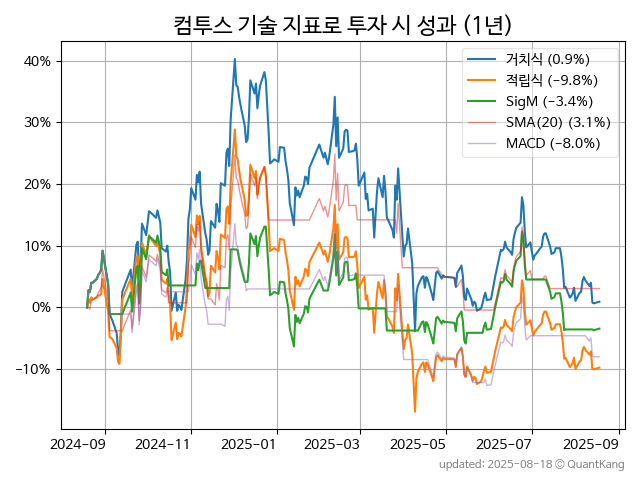 컴투스 기술 지표로 투자 시 성과 (1년)
거치식 (0.9%)
적립식 (−9.8%)
SigM (−3.4%)
SMA(20) (3.1%)
MACD (−8.0%)
40%
30%
20%
10%
0%
−10%
2024-09 2024-11 2025-01 2025-03 2025-05 2025-07 2025-09
updated: 2025-08-18 © QuantKang